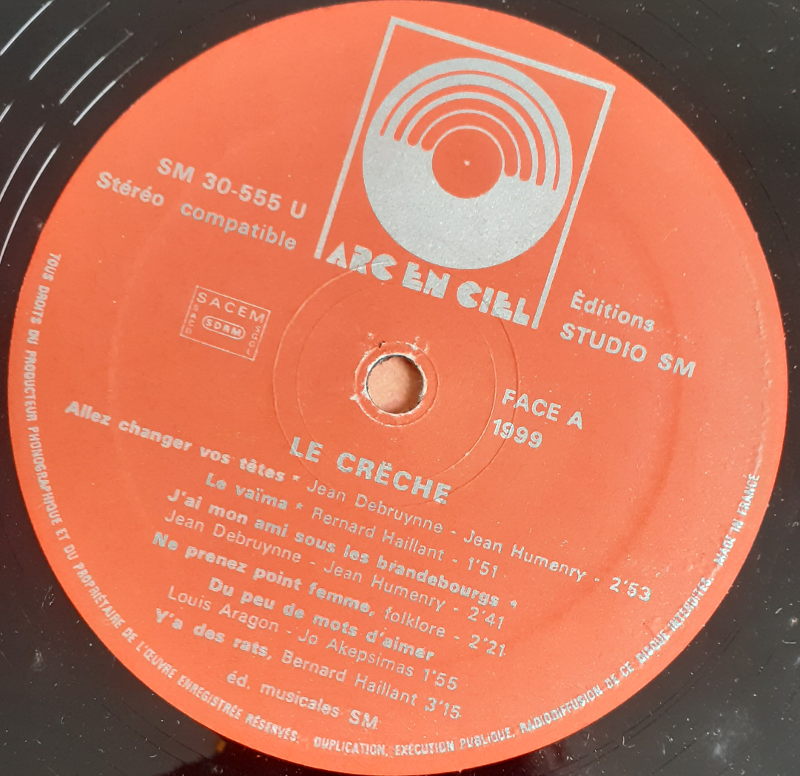 SM 30-555 U
Stéréo compatible
ARC EN CIEL
Éditions
STUDIO SM
SACEM
SACD
SDRM
SGDL
FACE A
1999
LE CRËCHE
Allez changer vos têtes * Jean Debruynne - Jean Humenry - 2'53
Le vaïma * Bernard Haillant - 1'51
J'ai mon ami sous les brandebourgs *
Jean Debruynne - Jean Humenry - 2'41
Ne prenez point femme, folklore - 2'21
Du peu de mots d'aimer
Louis Aragon - Jo Akepsimas 1'55
Y'a des rats, Bernard Haillant 3'15
éd. musicales SM
TOUS DROITS DU PRODUCTEUR PHONOGRAPHIQUE ET DU PROPRIÉTAIRE DE L'ŒUVRE ENREGISTRÉE RÉSERVÉS. DUPLICATION, EXÉCUTION PUBLIQUE, RADIODIFFUSION DE CE DISQUE INTERDITES. MADE IN FRANCE